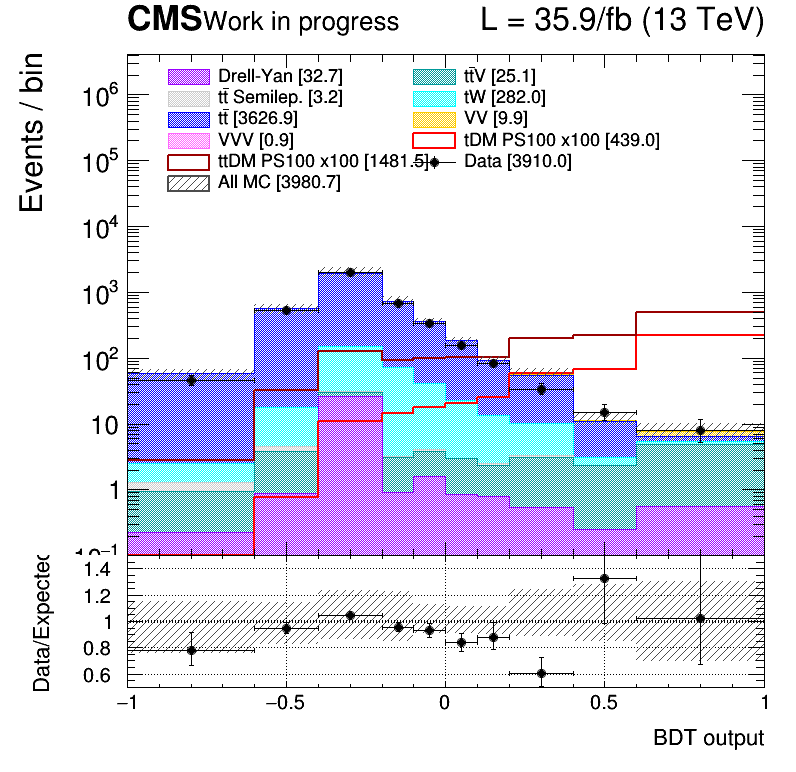 CMS Work in progress L = 35.9/fb (13 TeV)
Events / bin
Drell-Yan [32.7] tt̄V [25.1]
tt̄ Semilep. [3.2] tW [282.0]
tt̄ [3626.9] VV [9.9]
VVV [0.9] tDM PS100 x100 [439.0]
ttDM PS100 x100 [1481.5] Data [3910.0]
All MC [3980.7]
10⁶
10⁵
10⁴
10³
10²
10
1
10⁻¹
Data/Expected
1.4
1.2
1
0.8
0.6
−1 −0.5 0 0.5 1
BDT output